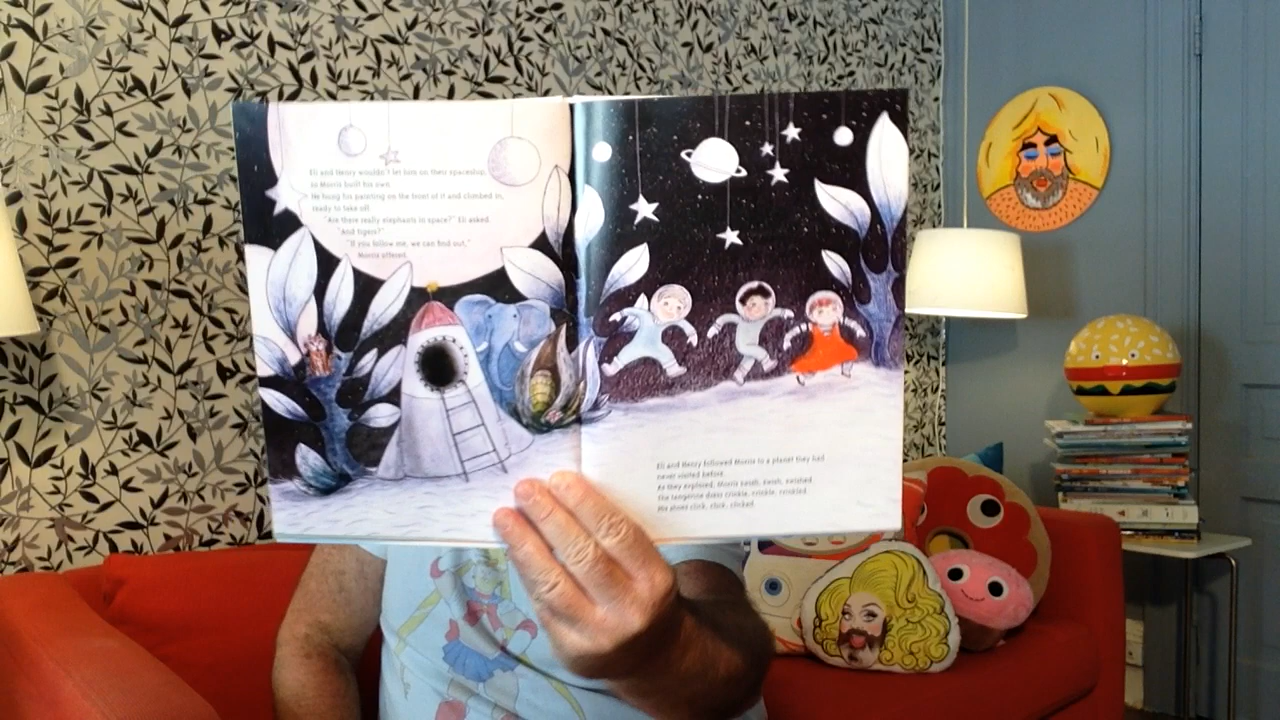 Eli and Henry wouldn't let him on their spaceship,
so Morris built his own.
He hung his painting on the front of it and climbed in,
ready to take off.
"Are there really elephants in space?" Eli asked.
"And tigers?"
"If you follow me, we can find out,"
Morris offered.
Eli and Henry followed Morris to a planet they had
never visited before.
As they explored, Morris swish, swish, swished.
The tangerine dress crinkle, crinkle, crinkled.
His shoes click, click, clicked.